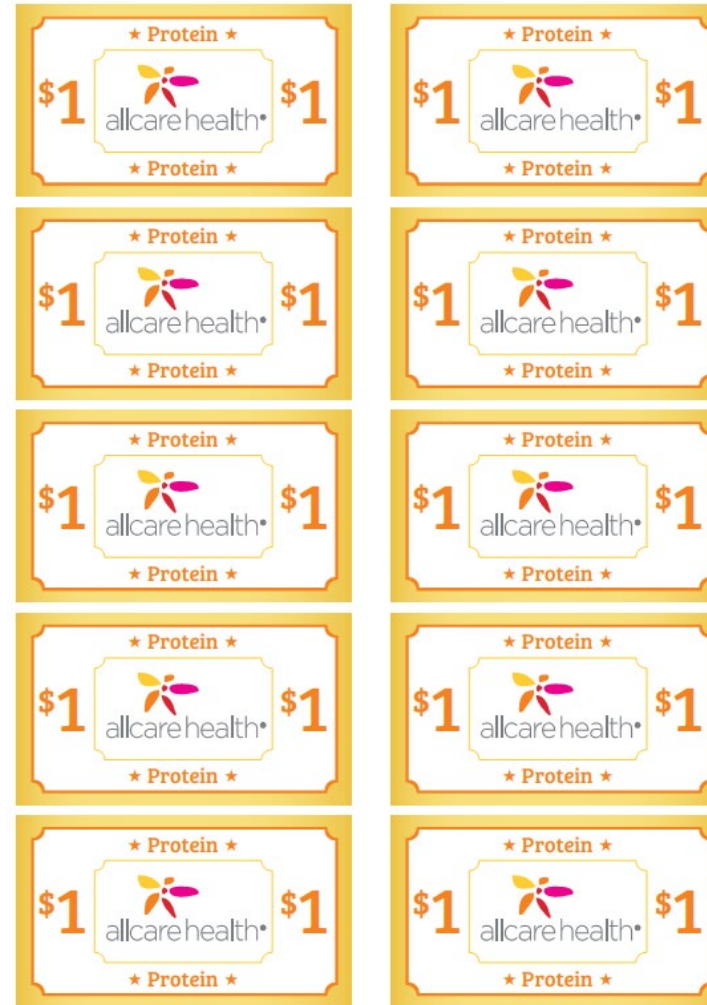 ★ Protein ★ ★ Protein ★
$1 allcare health $1 $1 allcare health $1
★ Protein ★ ★ Protein ★
★ Protein ★ ★ Protein ★
$1 allcare health $1 $1 allcare health $1
★ Protein ★ ★ Protein ★
★ Protein ★ ★ Protein ★
$1 allcare health $1 $1 allcare health $1
★ Protein ★ ★ Protein ★
★ Protein ★ ★ Protein ★
$1 allcare health $1 $1 allcare health $1
★ Protein ★ ★ Protein ★
★ Protein ★ ★ Protein ★
$1 allcare health $1 $1 allcare health $1
★ Protein ★ ★ Protein ★